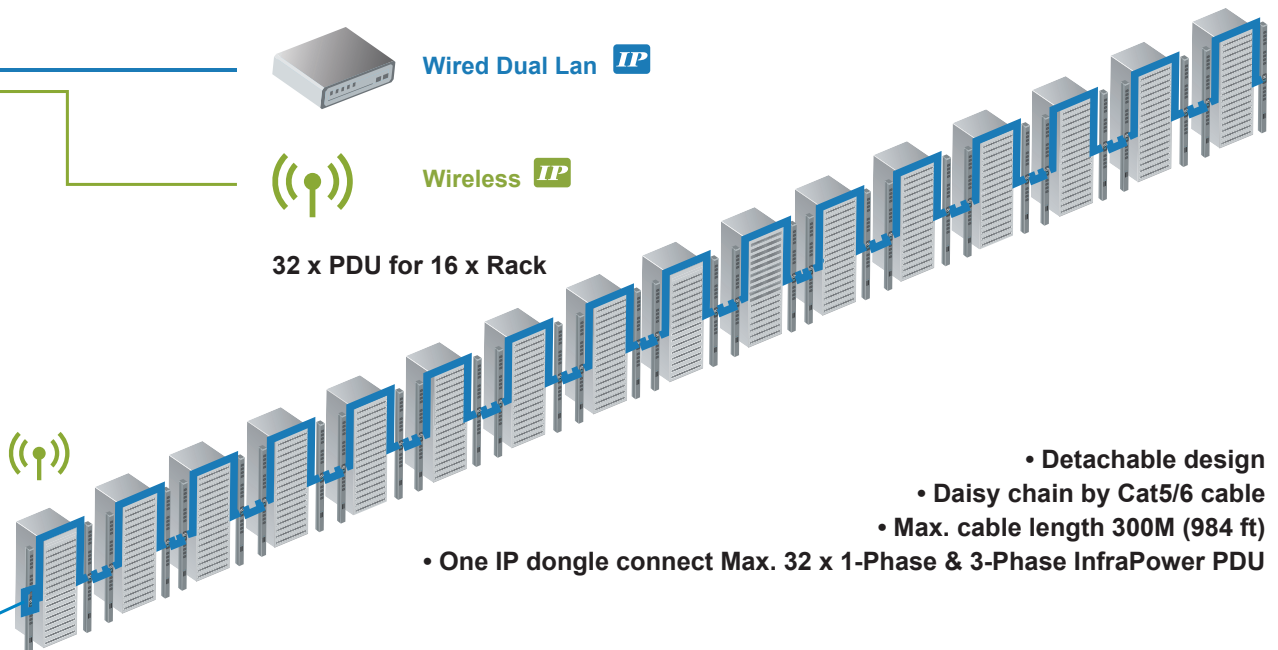 Wired Dual Lan IP
Wireless IP
32 x PDU for 16 x Rack
• Detachable design
• Daisy chain by Cat5/6 cable
• Max. cable length 300M (984 ft)
• One IP dongle connect Max. 32 x 1-Phase & 3-Phase InfraPower PDU